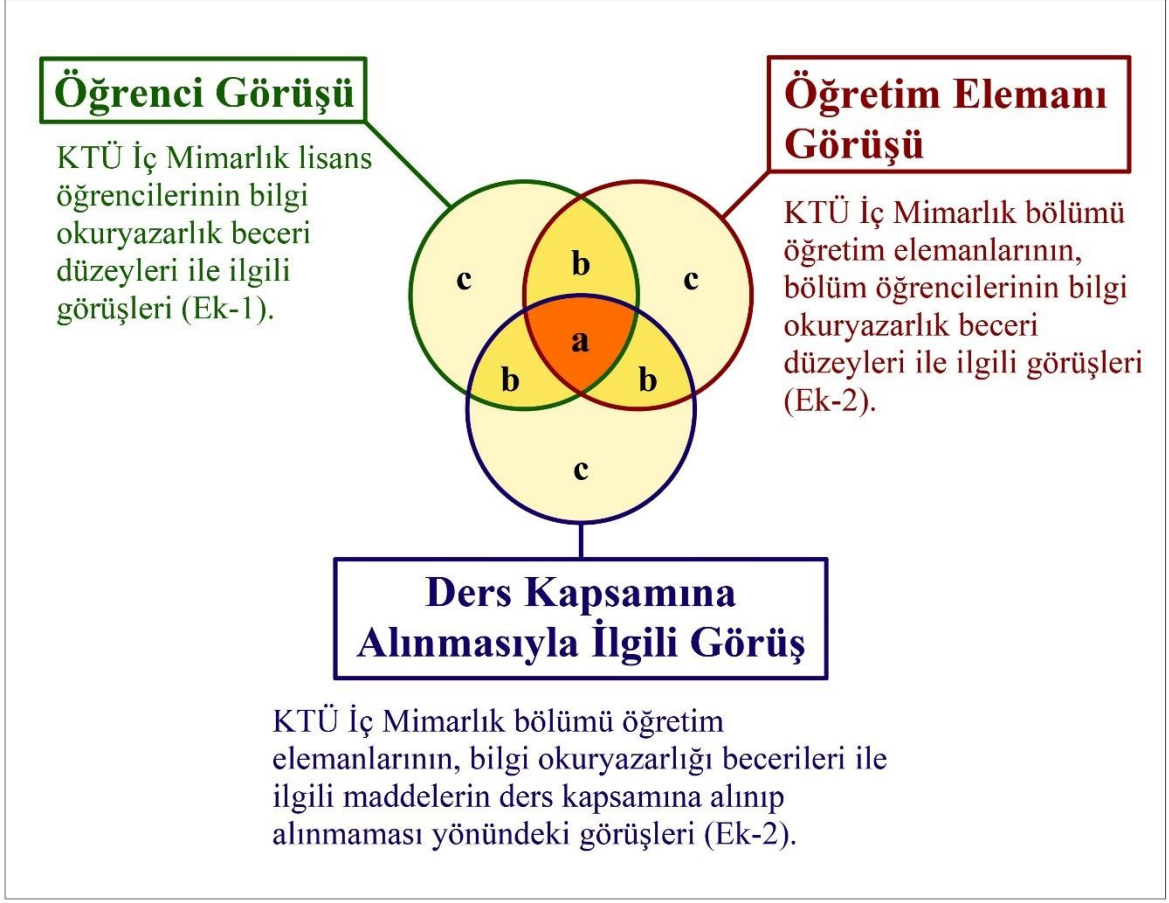 Öğrenci Görüşü
KTÜ İç Mimarlık lisans
öğrencilerinin bilgi
okuryazarlık beceri
düzeyleri ile ilgili
görüşleri (Ek-1).
Öğretim Elemanı
Görüşü
KTÜ İç Mimarlık bölümü
öğretim elemanlarının,
bölüm öğrencilerinin bilgi
okuryazarlık beceri
düzeyleri ile ilgili görüşleri
(Ek-2).
c
b
c
a
b
b
c
Ders Kapsamına
Alınmasıyla İlgili Görüş
KTÜ İç Mimarlık bölümü öğretim
elemanlarının, bilgi okuryazarlığı becerileri ile
ilgili maddelerin ders kapsamına alınıp
alınmaması yönündeki görüşleri (Ek-2).